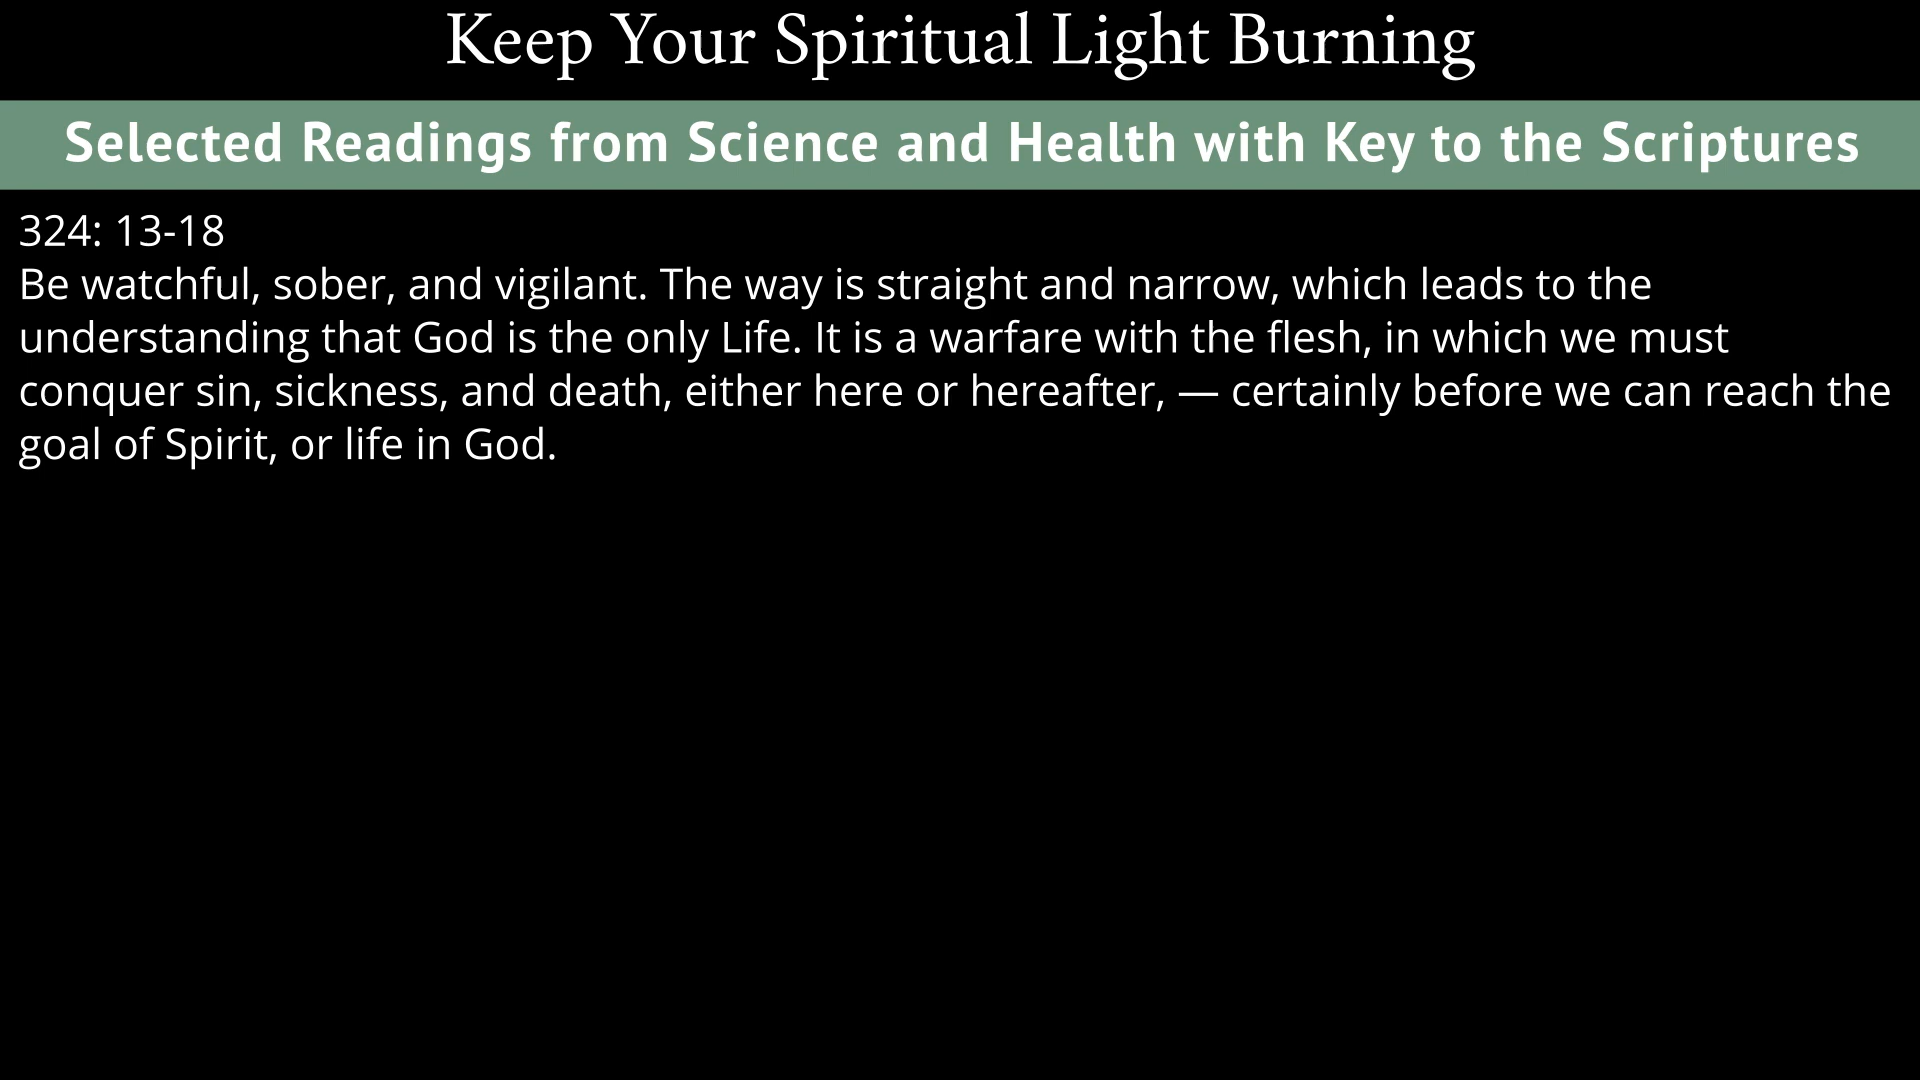 Keep Your Spiritual Light Burning
Selected Readings from Science and Health with Key to the Scriptures
324: 13-18
Be watchful, sober, and vigilant. The way is straight and narrow, which leads to the
understanding that God is the only Life. It is a warfare with the flesh, in which we must
conquer sin, sickness, and death, either here or hereafter, — certainly before we can reach the
goal of Spirit, or life in God.